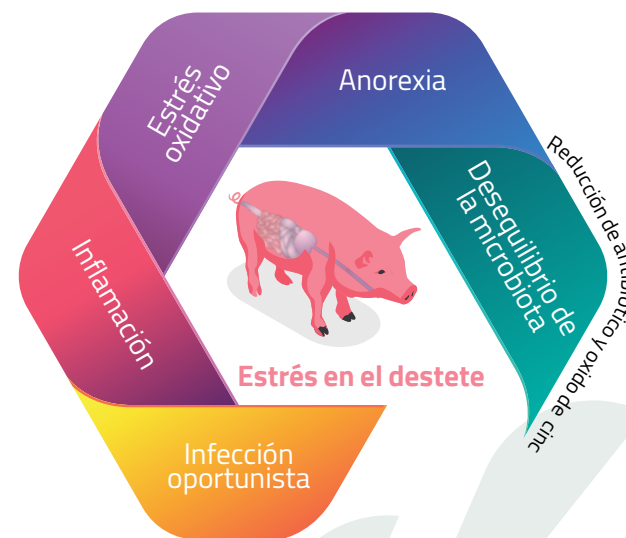 Anorexia
Reducción de antibiótico y oxido de cinc
Desequilibrio de
la microbiota
Estrés
oxidativo
Inflamación
Estrés en el destete
Infección
oportunista